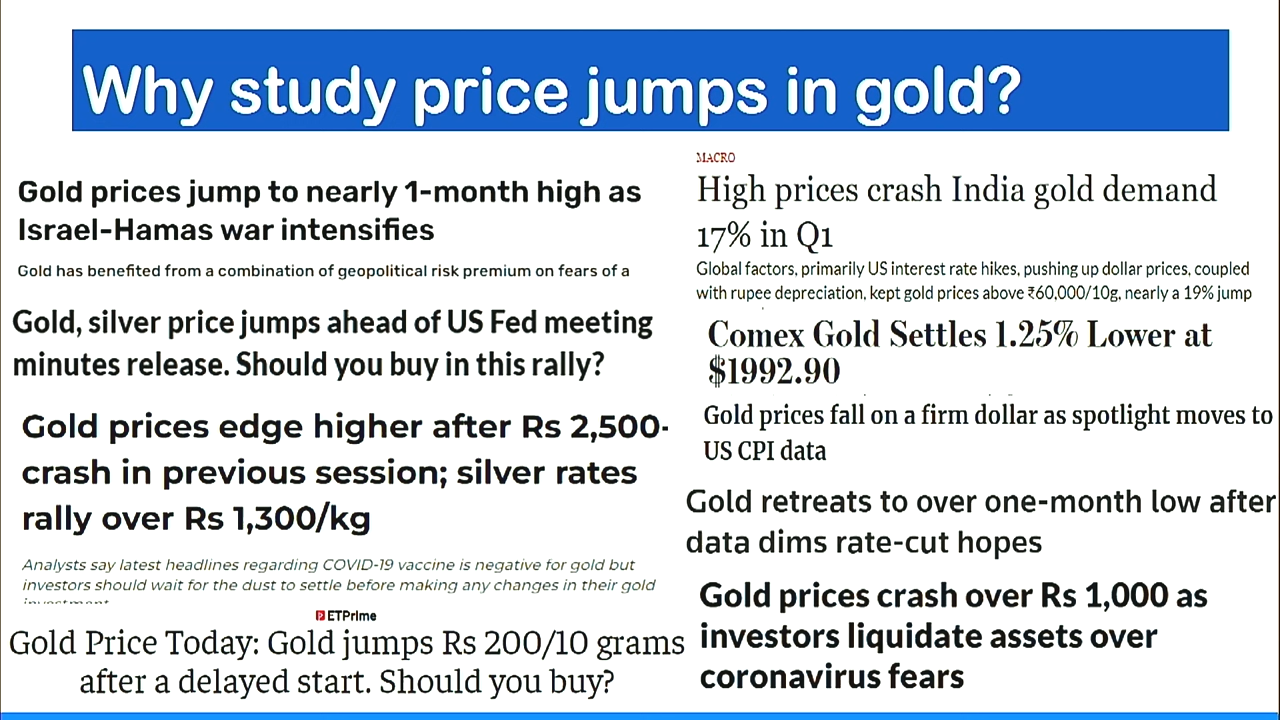 Why study price jumps in gold?
Gold prices jump to nearly 1-month high as
Israel-Hamas war intensifies
Gold has benefited from a combination of geopolitical risk premium on fears of a
Gold, silver price jumps ahead of US Fed meeting
minutes release. Should you buy in this rally?
Gold prices edge higher after Rs 2,500-
crash in previous session; silver rates
rally over Rs 1,300/kg
Analysts say latest headlines regarding COVID-19 vaccine is negative for gold but
investors should wait for the dust to settle before making any changes in their gold
ETPrime
Gold Price Today: Gold jumps Rs 200/10 grams
after a delayed start. Should you buy?
MACRO
High prices crash India gold demand
17% in Q1
Global factors, primarily US interest rate hikes, pushing up dollar prices, coupled
with rupee depreciation, kept gold prices above ₹60,000/10g, nearly a 19% jump
Comex Gold Settles 1.25% Lower at
$1992.90
Gold prices fall on a firm dollar as spotlight moves to
US CPI data
Gold retreats to over one-month low after
data dims rate-cut hopes
Gold prices crash over Rs 1,000 as
investors liquidate assets over
coronavirus fears